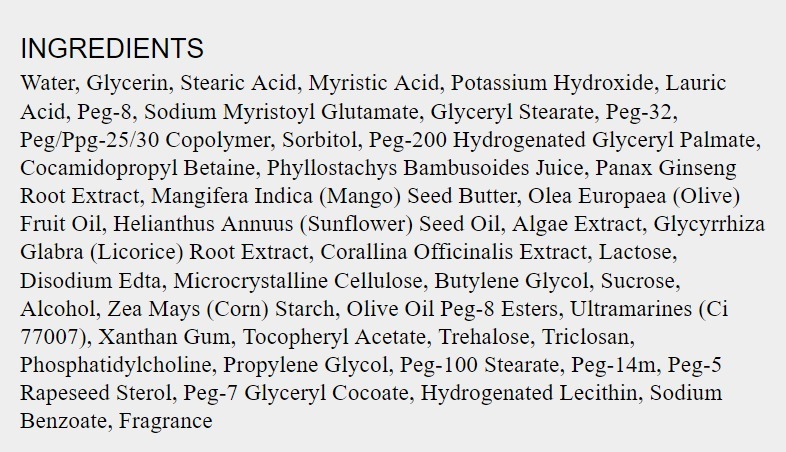 INGREDIENTS
Water, Glycerin, Stearic Acid, Myristic Acid, Potassium Hydroxide, Lauric
Acid, Peg-8, Sodium Myristoyl Glutamate, Glyceryl Stearate, Peg-32,
Peg/Ppg-25/30 Copolymer, Sorbitol, Peg-200 Hydrogenated Glyceryl Palmate,
Cocamidopropyl Betaine, Phyllostachys Bambusoides Juice, Panax Ginseng
Root Extract, Mangifera Indica (Mango) Seed Butter, Olea Europaea (Olive)
Fruit Oil, Helianthus Annuus (Sunflower) Seed Oil, Algae Extract, Glycyrrhiza
Glabra (Licorice) Root Extract, Corallina Officinalis Extract, Lactose,
Disodium Edta, Microcrystalline Cellulose, Butylene Glycol, Sucrose,
Alcohol, Zea Mays (Corn) Starch, Olive Oil Peg-8 Esters, Ultramarines (Ci
77007), Xanthan Gum, Tocopheryl Acetate, Trehalose, Triclosan,
Phosphatidylcholine, Propylene Glycol, Peg-100 Stearate, Peg-14m, Peg-5
Rapeseed Sterol, Peg-7 Glyceryl Cocoate, Hydrogenated Lecithin, Sodium
Benzoate, Fragrance